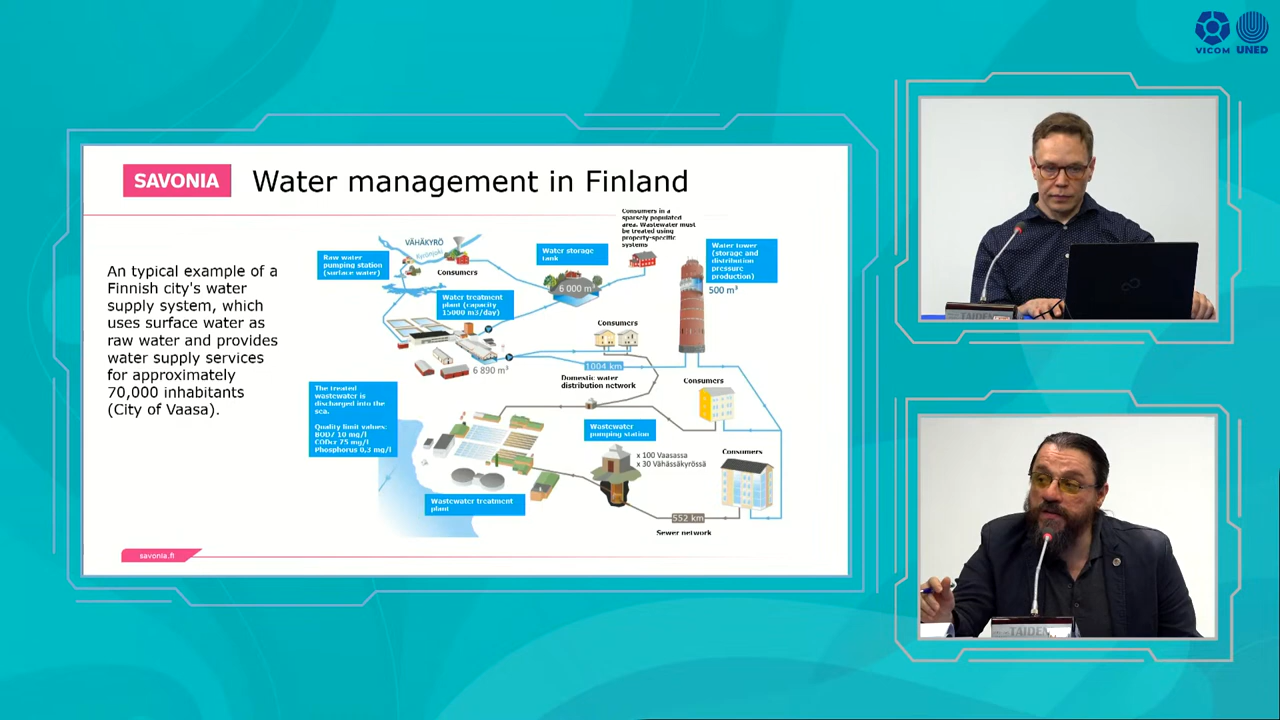 VICOM
UNED
SAVONIA
Water management in Finland
An typical example of a
Finnish city's water
supply system, which
uses surface water as
raw water and provides
water supply services
for approximately
70,000 inhabitants
(City of Vaasa).
Raw water
pumping station
(surface water)
VÄHÄKYRÖ
Kyrönjoki
Consumers
Water treatment
plant (capacity
15000 m3/day)
6 890 m³
Water storage
tank
6 000 m³
Consumers in a
sparsely populated
area. Wastewater must
be treated using
property-specific
systems
Water tower
(storage and
distribution
pressure
production)
500 m³
Consumers
1004 km
Domestic water
distribution network
Consumers
The treated
wastewater is
discharged into the
sea.
Quality limit values:
BOD7 10 mg/l
CODcr 75 mg/l
Phosphorus 0,3 mg/l
Wastewater
pumping station
x 100 Vaasassa
x 30 Vähässäkyrössä
Consumers
Wastewater treatment
plant
552 km
Sewer network
savonia.fi
TAIDEN
TAIDEN